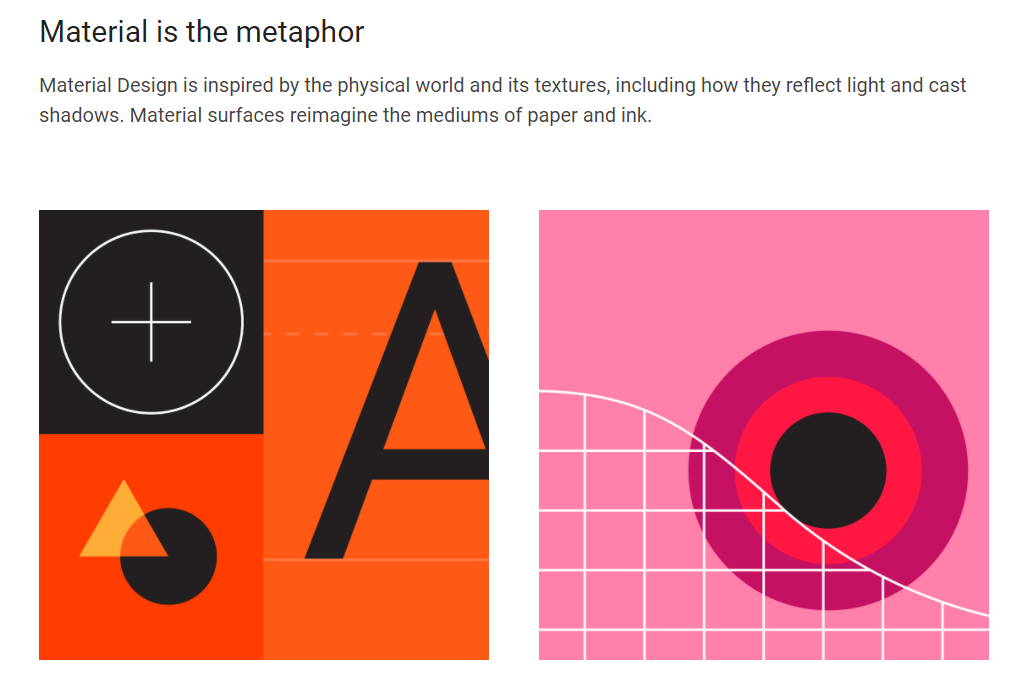 Material is the metaphor
Material Design is inspired by the physical world and its textures, including how they reflect light and cast
shadows. Material surfaces reimagine the mediums of paper and ink.
A